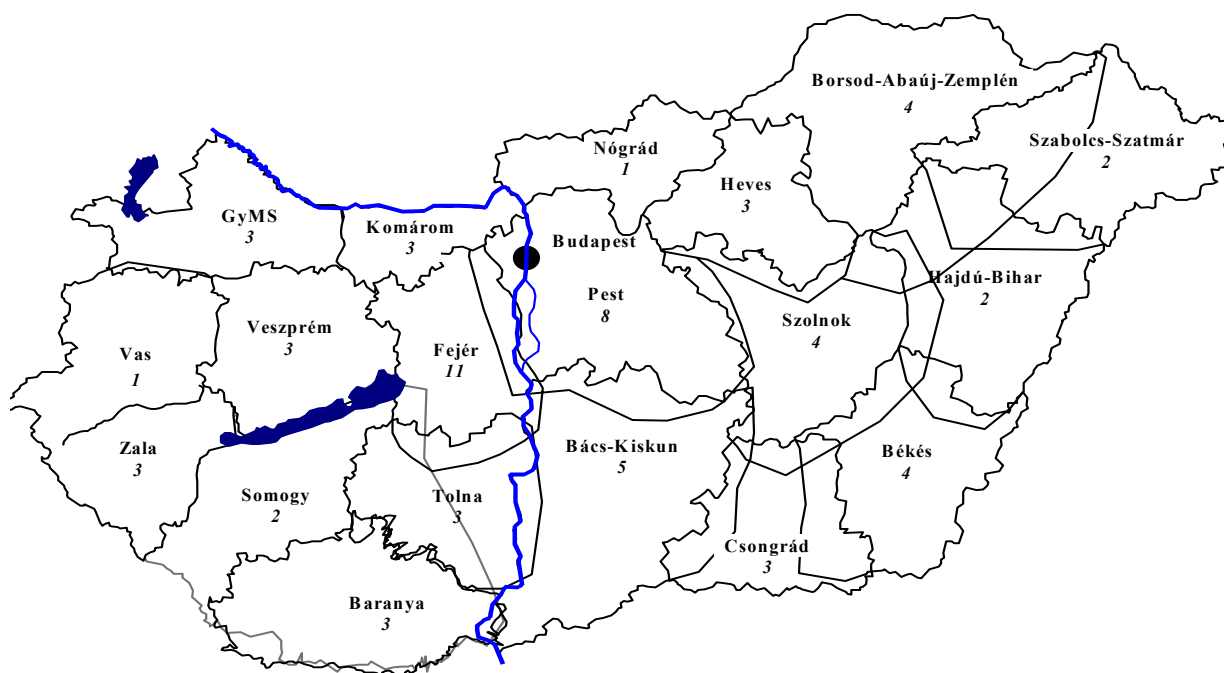 Borsod-Abaúj-Zemplén
4
Szabolcs-Szatmár
2
Nógrád
1
Heves
3
GyMS
3
Komárom
3
Budapest
Pest
8
Hajdú-Bihar
2
Szolnok
4
Veszprém
3
Fejér
11
Vas
1
Zala
3
Bács-Kiskun
5
Békés
4
Somogy
2
Tolna
3
Csongrád
3
Baranya
3